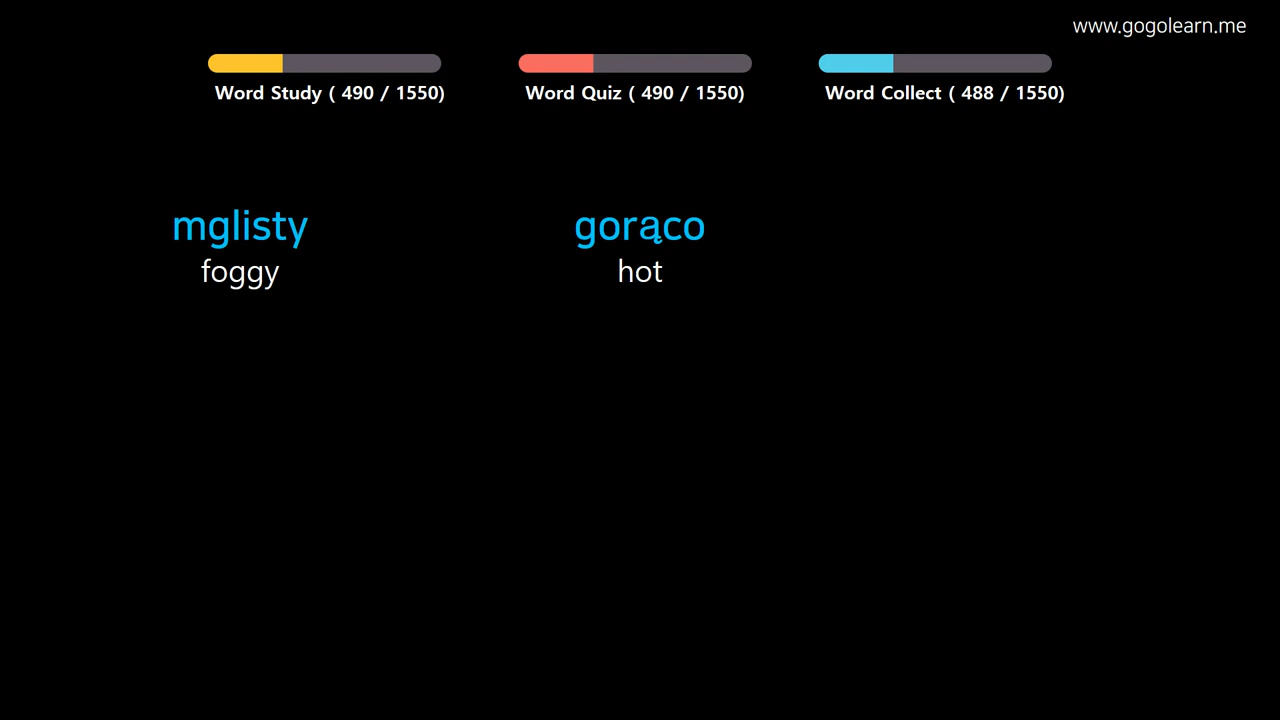 www.gogolearn.me
Word Study ( 490 / 1550)
Word Quiz ( 490 / 1550)
Word Collect ( 488 / 1550)
mglisty
foggy
gorąco
hot